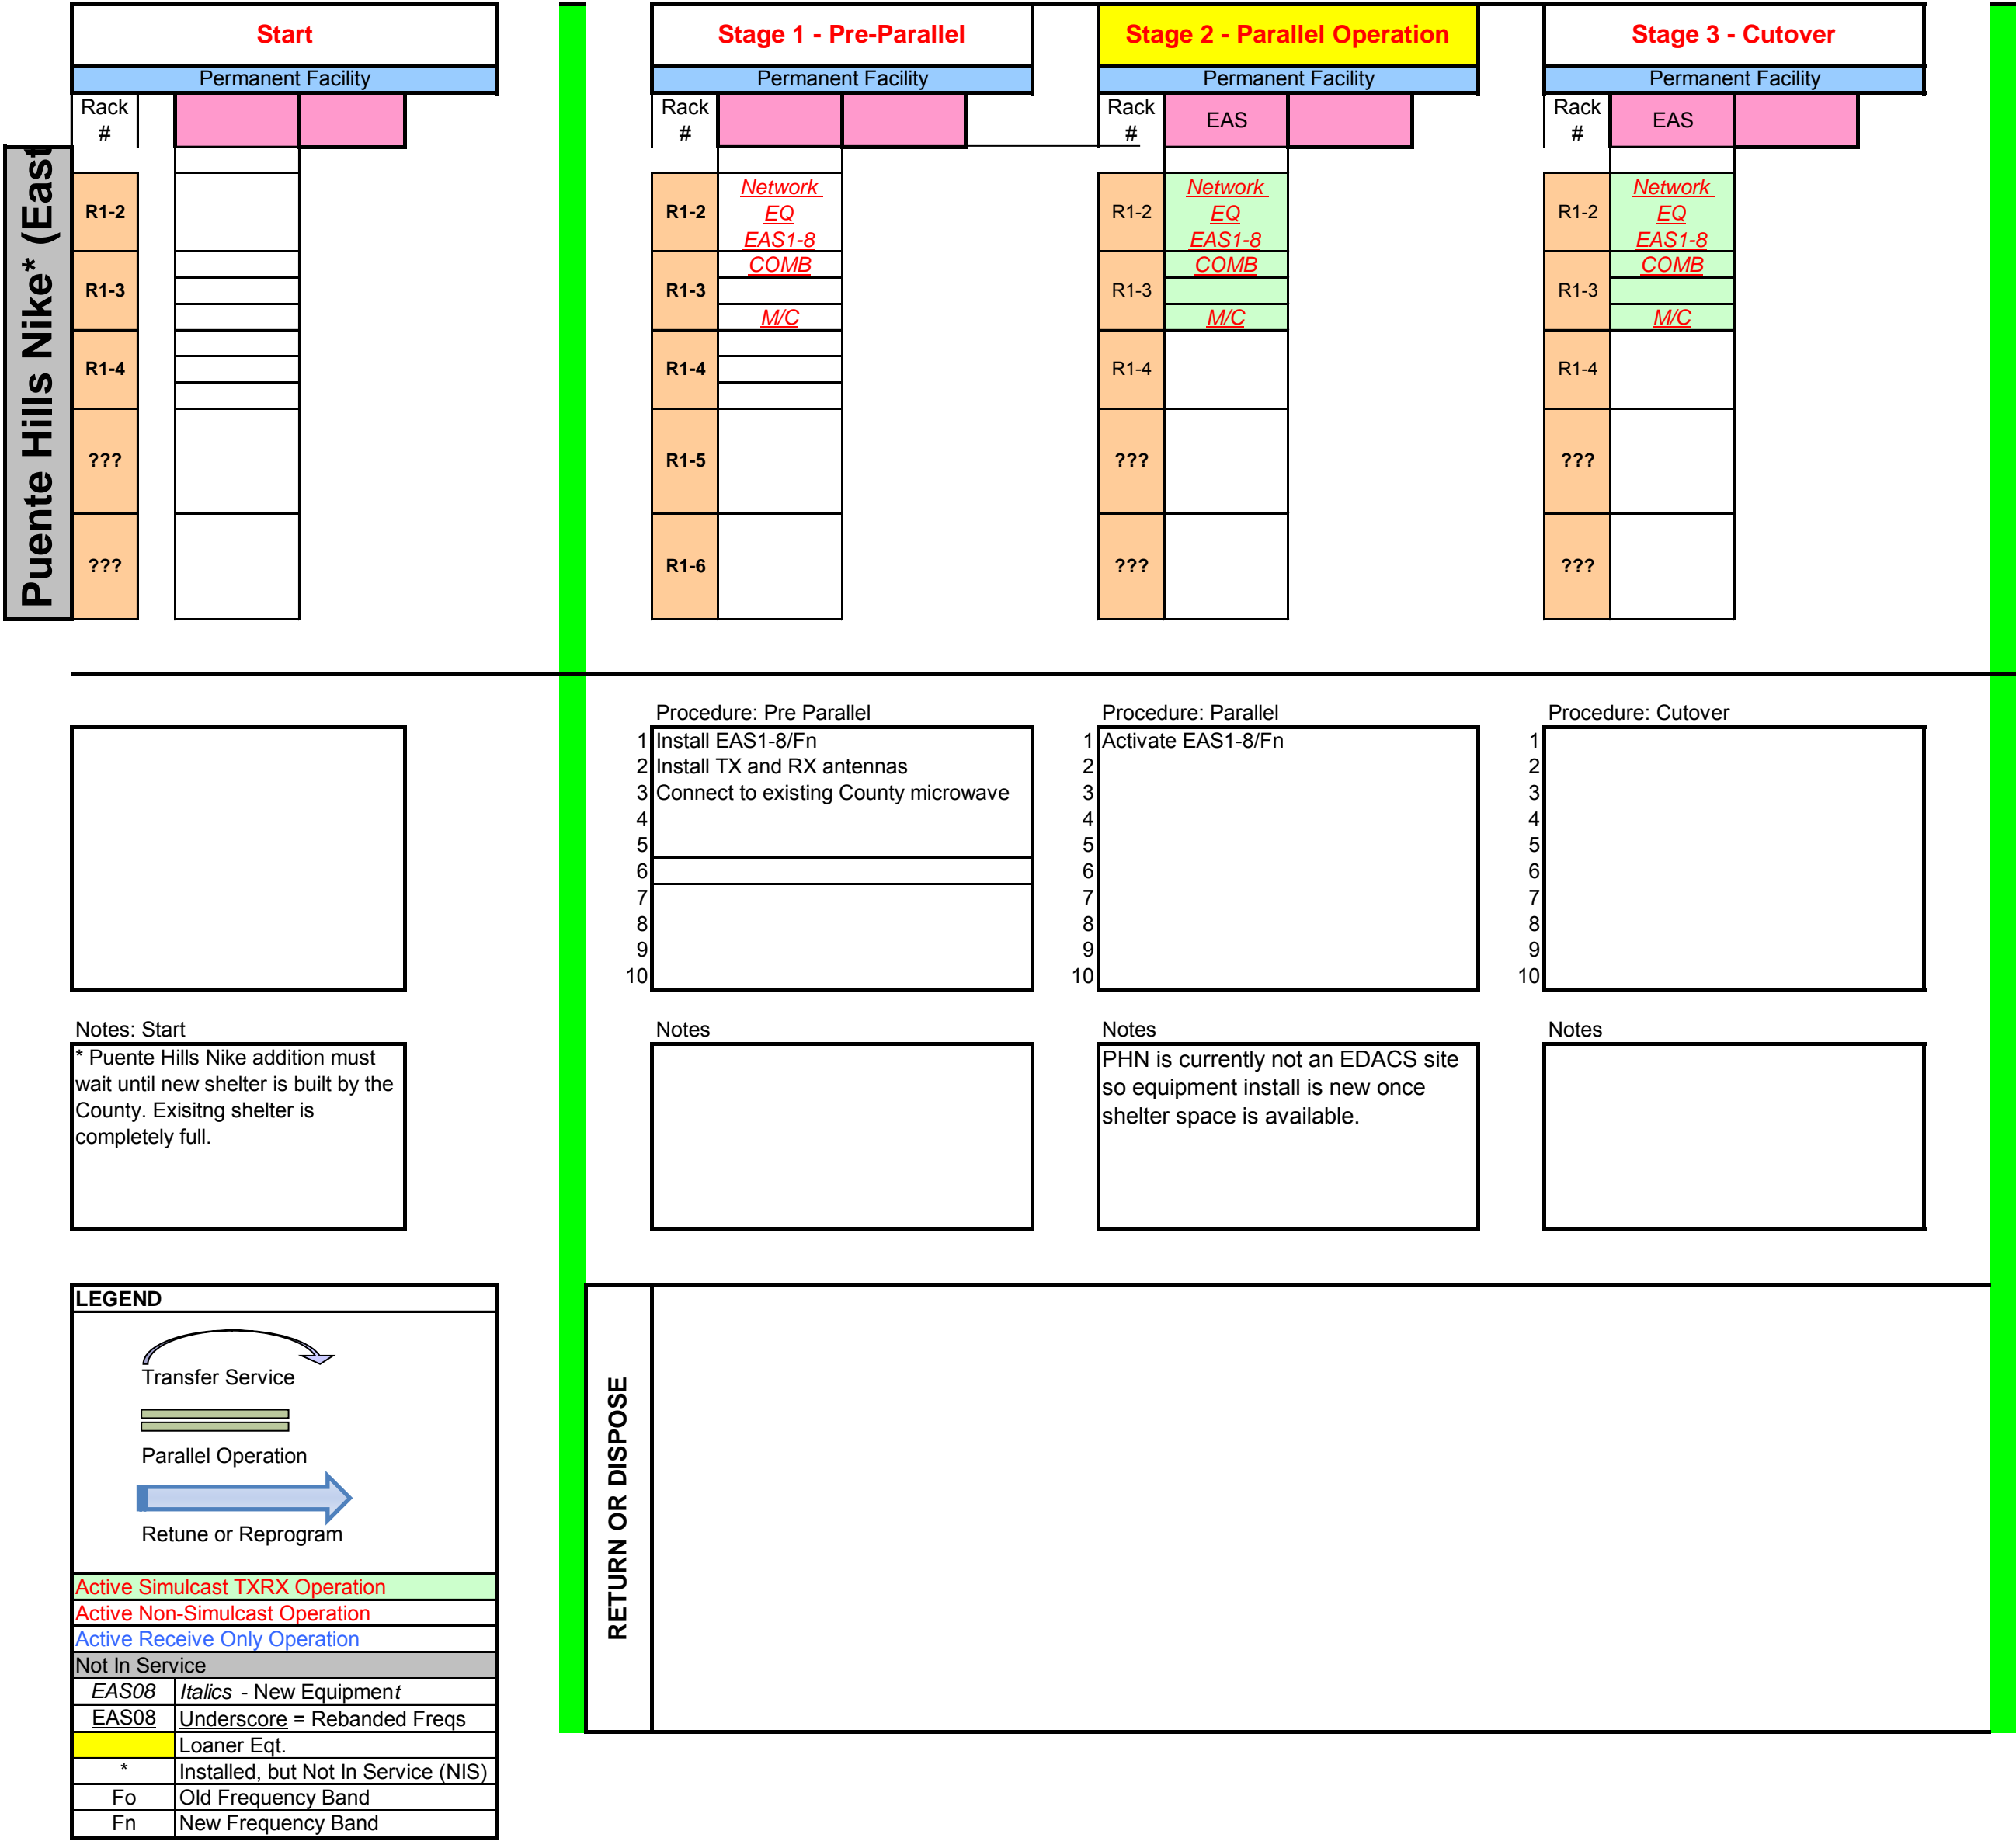 Start
Stage 1 - Pre-Parallel
Stage 2 - Parallel Operation
Stage 3 - Cutover
Permanent Facility
Permanent Facility
Permanent Facility
Permanent Facility
Rack
#
Rack
#
Rack
#
EAS
Rack
#
EAS
Puente Hills Nike* (East
R1-2
R1-3
R1-4
???
???
R1-2
Network
EQ
EAS1-8
R1-3
COMB
M/C
R1-4
R1-5
R1-6
R1-2
Network
EQ
EAS1-8
R1-3
COMB
M/C
R1-4
???
???
R1-2
Network
EQ
EAS1-8
R1-3
COMB
M/C
R1-4
???
???
Procedure: Pre Parallel
1 Install EAS1-8/Fn
2 Install TX and RX antennas
3 Connect to existing County microwave
4
5
6
7
8
9
10
Procedure: Parallel
1 Activate EAS1-8/Fn
2
3
4
5
6
7
8
9
10
Procedure: Cutover
1
2
3
4
5
6
7
8
9
10
Notes: Start
* Puente Hills Nike addition must
wait until new shelter is built by the
County. Exisitng shelter is
completely full.
Notes
Notes
PHN is currently not an EDACS site
so equipment install is new once
shelter space is available.
Notes
LEGEND
Transfer Service
Parallel Operation
Retune or Reprogram
Active Simulcast TXRX Operation
Active Non-Simulcast Operation
Active Receive Only Operation
Not In Service
EAS08 Italics - New Equipment
EAS08 Underscore = Rebanded Freqs
Loaner Eqt.
* Installed, but Not In Service (NIS)
Fo Old Frequency Band
Fn New Frequency Band
RETURN OR DISPOSE